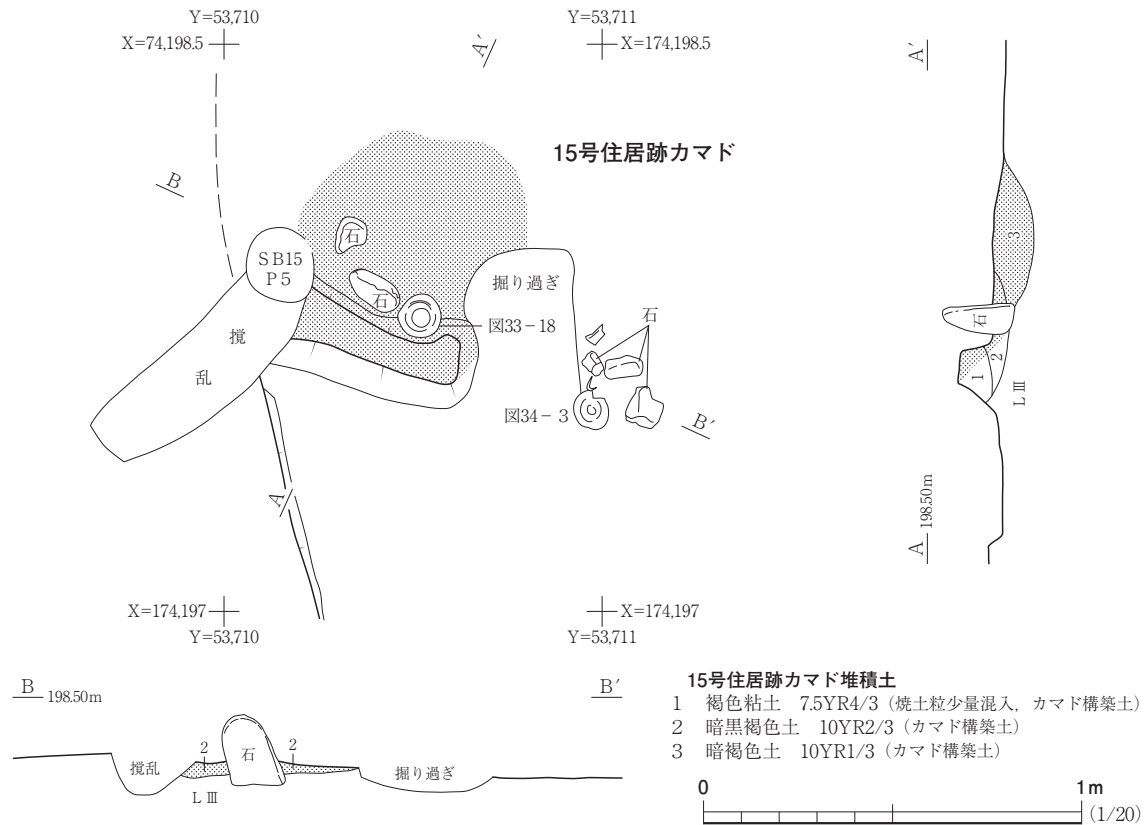 Y=53,710
Y=53,711
X=74,198.5
X=174,198.5
A′
A′
15号住居跡カマド
B
石
3
SB15
P5
掘り過ぎ
石
石
図33-18
石
撹
乱
1
2
LⅢ
図34-3
B′
A
A 198.50m
X=174,197
X=174,197
Y=53,710
Y=53,711
B 198.50m
B′
2
石
2
撹乱
掘り過ぎ
LⅢ
15号住居跡カマド堆積土
1 褐色粘土 7.5YR4/3(焼土粒少量混入,カマド構築土)
2 暗黒褐色土 10YR2/3(カマド構築土)
3 暗褐色土 10YR1/3(カマド構築土)
0
1m
(1/20)